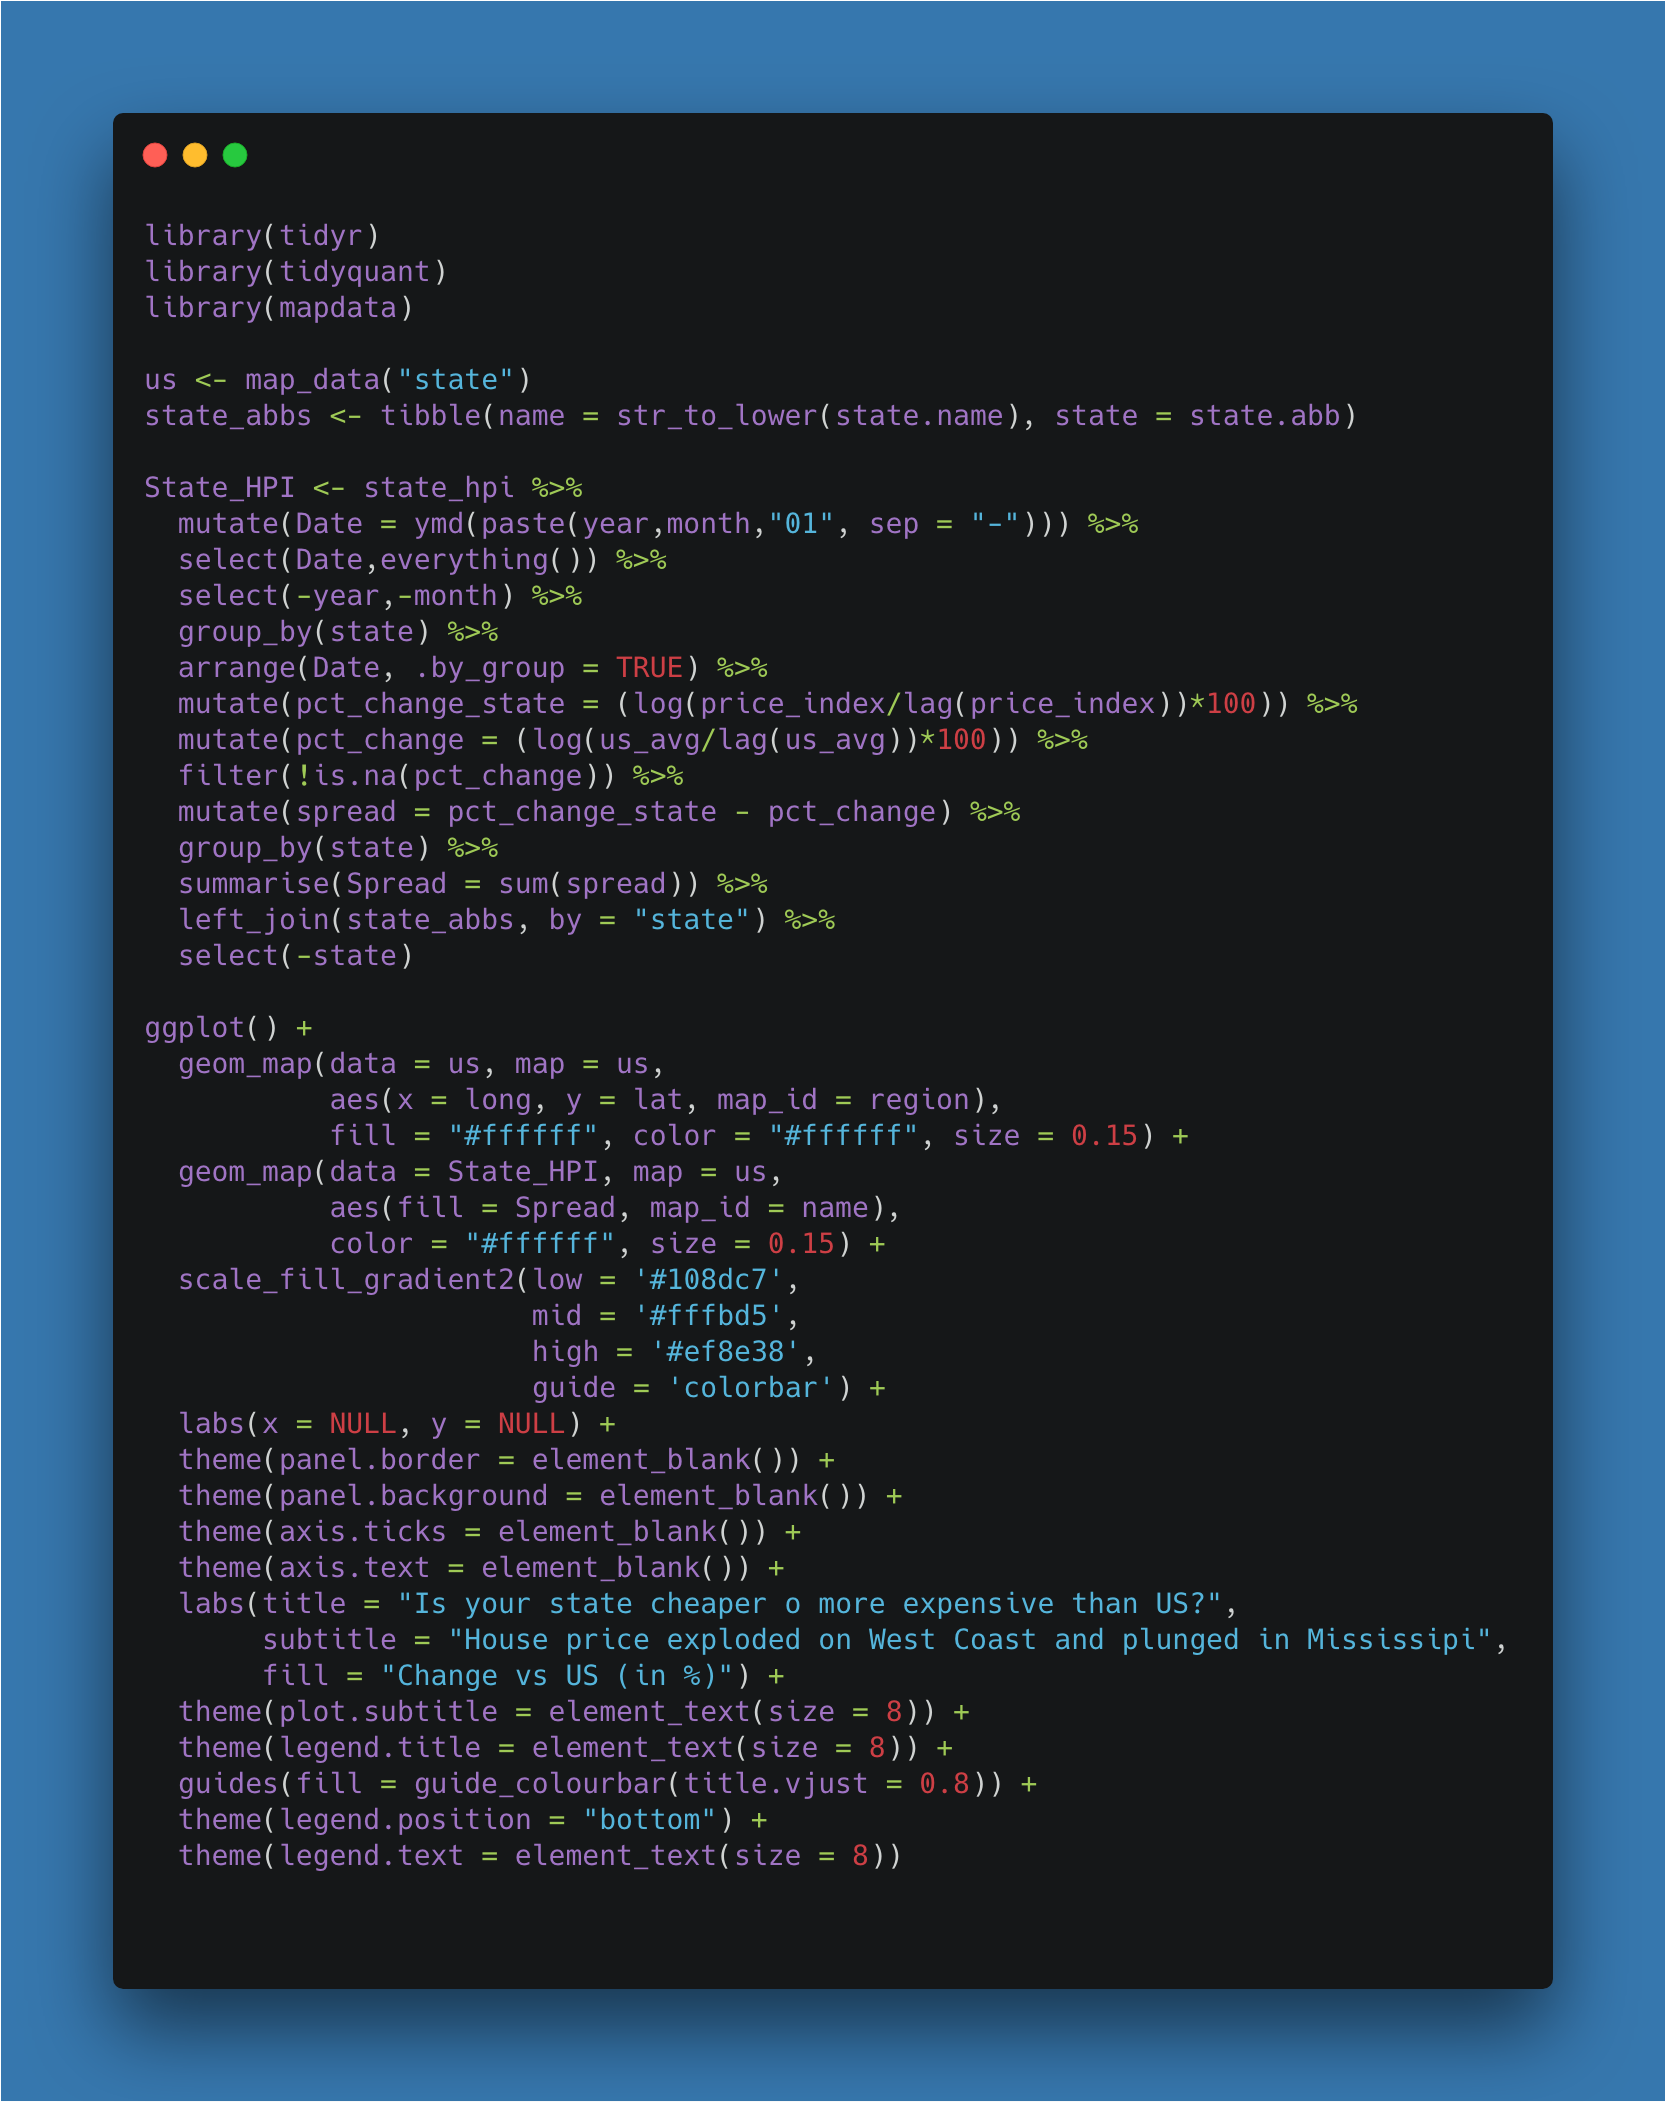 library(tidyr)
library(tidyquant)
library(mapdata)

us <- map_data("state")
state_abbs <- tibble(name = str_to_lower(state.name), state = state.abb)

State_HPI <- state_hpi %>%
  mutate(Date = ymd(paste(year,month,"01", sep = "-"))) %>%
  select(Date,everything()) %>%
  select(-year,-month) %>%
  group_by(state) %>%
  arrange(Date, .by_group = TRUE) %>%
  mutate(pct_change_state = (log(price_index/lag(price_index))*100)) %>%
  mutate(pct_change = (log(us_avg/lag(us_avg))*100)) %>%
  filter(!is.na(pct_change)) %>%
  mutate(spread = pct_change_state - pct_change) %>%
  group_by(state) %>%
  summarise(Spread = sum(spread)) %>%
  left_join(state_abbs, by = "state") %>%
  select(-state)

ggplot() +
  geom_map(data = us, map = us,
           aes(x = long, y = lat, map_id = region),
           fill = "#ffffff", color = "#ffffff", size = 0.15) +
  geom_map(data = State_HPI, map = us,
           aes(fill = Spread, map_id = name),
           color = "#ffffff", size = 0.15) +
  scale_fill_gradient2(low = '#108dc7',
                       mid = '#fffbd5',
                       high = '#ef8e38',
                       guide = 'colorbar') +
  labs(x = NULL, y = NULL) +
  theme(panel.border = element_blank()) +
  theme(panel.background = element_blank()) +
  theme(axis.ticks = element_blank()) +
  theme(axis.text = element_blank()) +
  labs(title = "Is your state cheaper o more expensive than US?",
       subtitle = "House price exploded on West Coast and plunged in Mississipi",
       fill = "Change vs US (in %)") +
  theme(plot.subtitle = element_text(size = 8)) +
  theme(legend.title = element_text(size = 8)) +
  guides(fill = guide_colourbar(title.vjust = 0.8)) +
  theme(legend.position = "bottom") +
  theme(legend.text = element_text(size = 8))